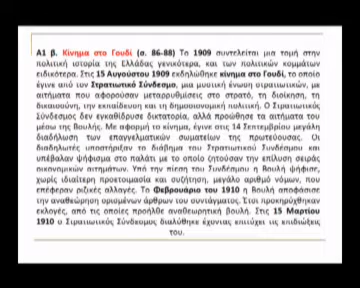 Α1 β. Κίνημα στο Γουδί (σ. 86-88) Το 1909 συντελείται μια τομή στην
πολιτική ιστορία της Ελλάδας γενικότερα, και των πολιτικών κομμάτων
ειδικότερα. Στις 15 Αυγούστου 1909 εκδηλώθηκε κίνημα στο Γουδί, το οποίο
έγινε από τον Στρατιωτικό Σύνδεσμο, μια μυστική ένωση στρατιωτικών, με
αιτήματα που αφορούσαν μεταρρυθμίσεις στο στρατό, τη διοίκηση, τη
δικαιοσύνη, την εκπαίδευση και τη δημοσιονομική πολιτική. Ο Στρατιωτικός
Σύνδεσμος δεν εγκαθίδρυσε δικτατορία, αλλά προώθησε τα αιτήματά του
μέσω της Βουλής. Με αφορμή το κίνημα, έγινε στις 14 Σεπτεμβρίου μεγάλη
διαδήλωση των επαγγελματικών σωματείων της πρωτεύουσας. Οι
διαδηλωτές υποστήριξαν το διάβημα του Στρατιωτικού Συνδέσμου και
υπέβαλαν ψήφισμα στο παλάτι με το οποίο ζητούσαν την επίλυση σειράς
οικονομικών αιτημάτων. Υπό την πίεση του Συνδέσμου η Βουλή ψήφισε,
χωρίς ιδιαίτερη προετοιμασία και συζήτηση, μεγάλο αριθμό νόμων, που
επέφεραν ριζικές αλλαγές. Το Φεβρουάριο του 1910 η Βουλή αποφάσισε
την αναθεώρηση ορισμένων άρθρων του συντάγματος. Έτσι προκηρύχθηκαν
εκλογές, από τις οποίες προήλθε αναθεωρητική βουλή. Στις 15 Μαρτίου
1910 ο Στρατιωτικός Σύνδεσμος διαλύθηκε έχοντας επιτύχει τις επιδιώξεις
του.